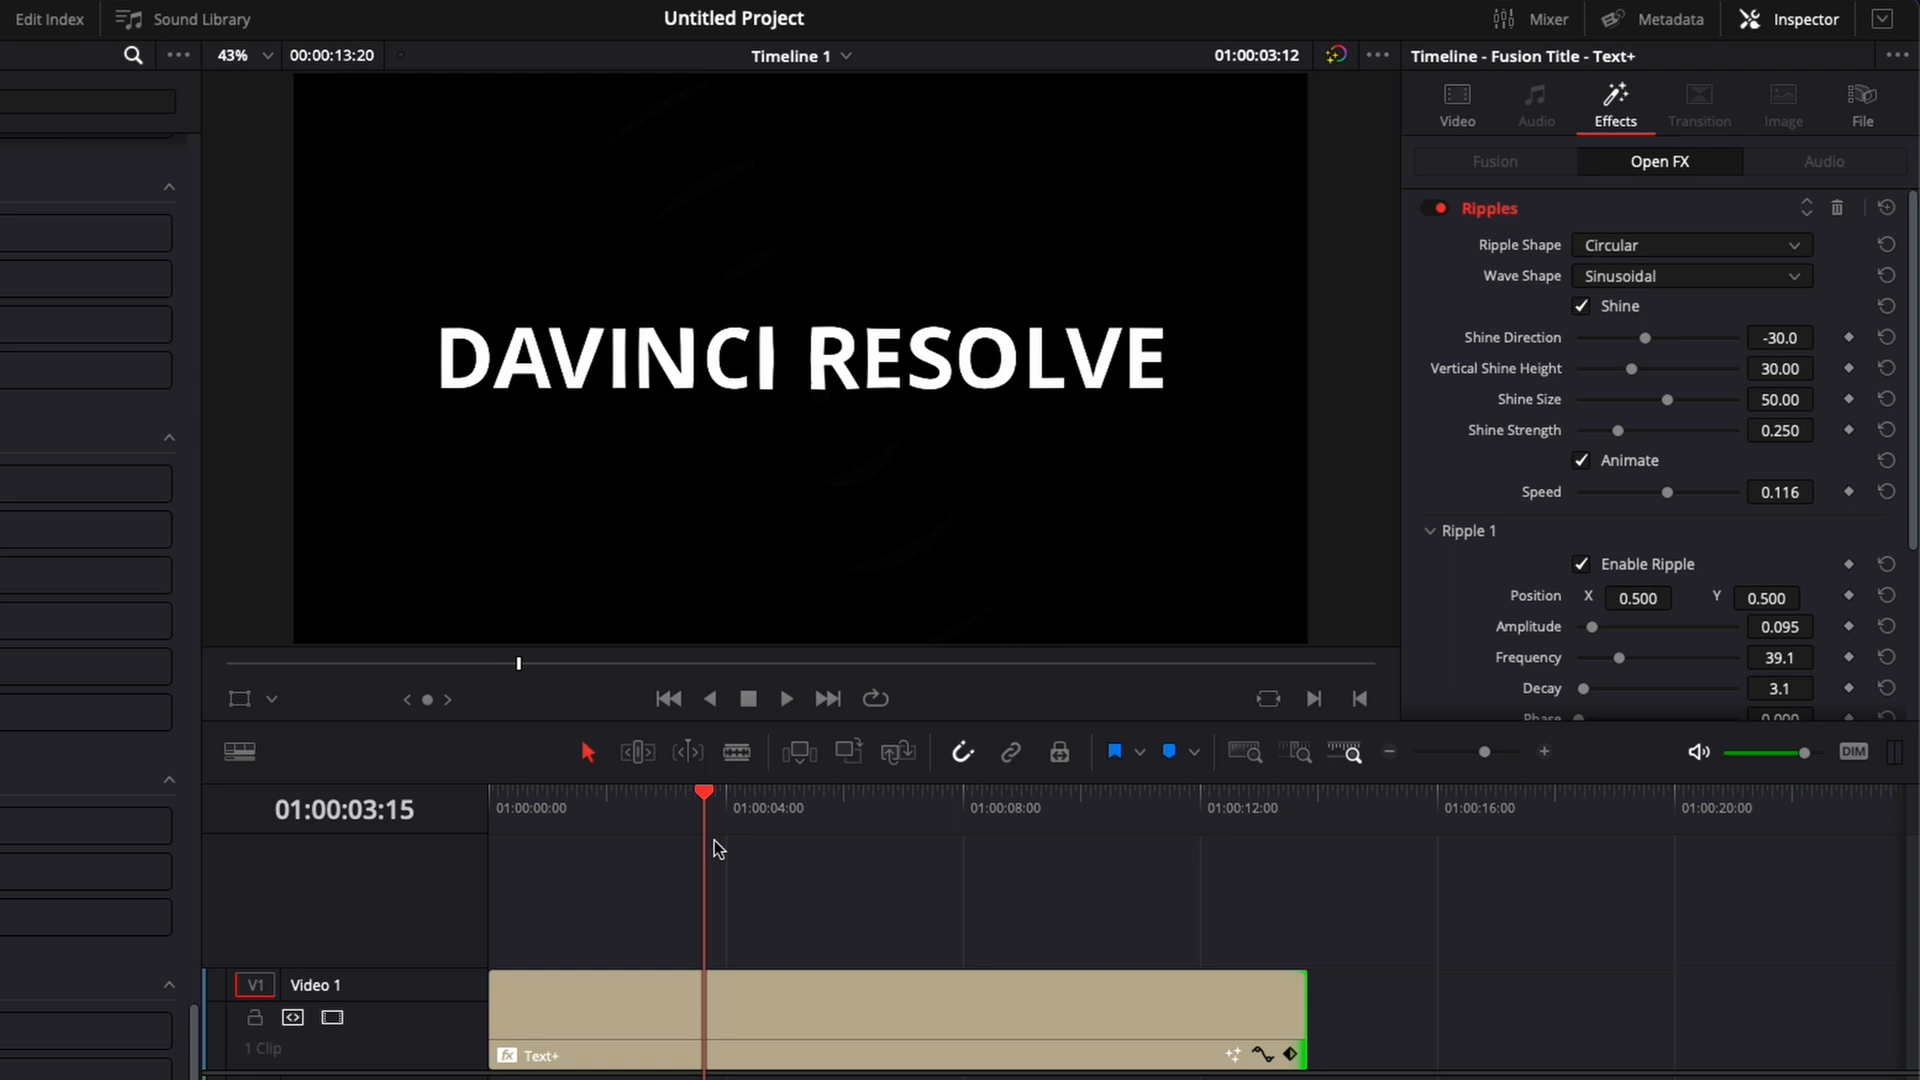 Edit Index
Sound Library
Untitled Project
Mixer
Metadata
Inspector
43%
00:00:13:20
Timeline 1
01:00:03:12
Timeline - Fusion Title - Text+
Video
Audio
Effects
Transition
Image
File
Fusion
Open FX
Audio
DAVINCI RESOLVE
Ripples
Ripple Shape
Circular
Wave Shape
Sinusoidal
Shine
Shine Direction
-30.0
Vertical Shine Height
30.00
Shine Size
50.00
Shine Strength
0.250
Animate
Speed
0.116
Ripple 1
Enable Ripple
Position X 0.500 Y 0.500
Amplitude
0.095
Frequency
39.1
Decay
3.1
Phase
0.000
DIM
01:00:03:15
01:00:00:00
01:00:04:00
01:00:08:00
01:00:12:00
01:00:16:00
01:00:20:00
V1
Video 1
1 Clip
fx
Text+